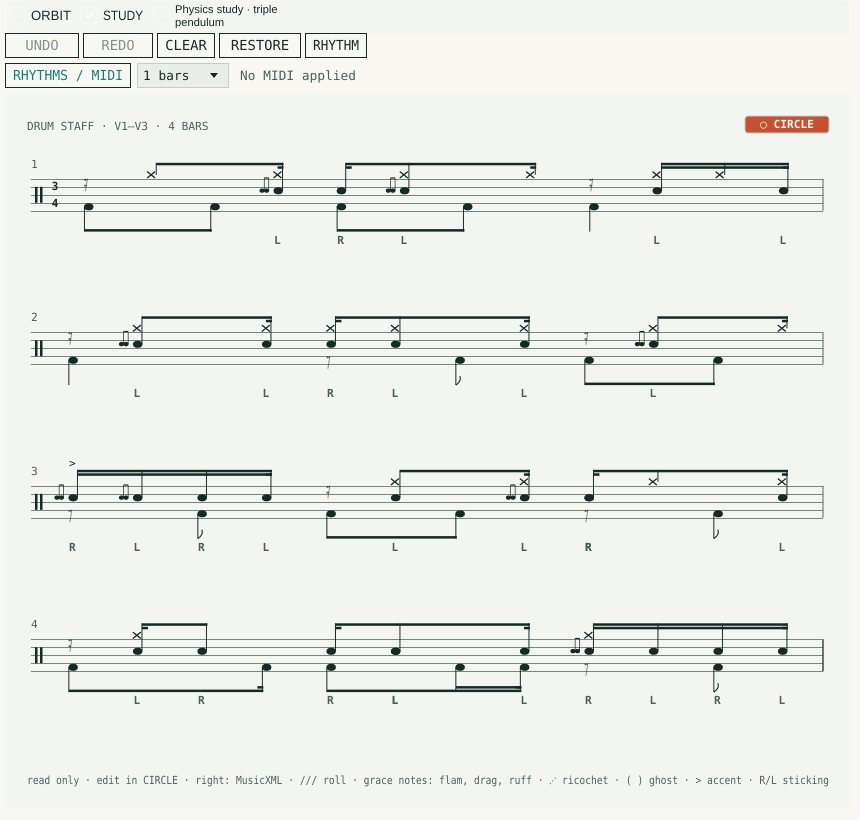 ORBIT STUDY Physics study · triple
pendulum
UNDO REDO CLEAR RESTORE RHYTHM
RHYTHMS / MIDI 1 bars No MIDI applied
DRUM STAFF · V1–V3 · 4 BARS
○ CIRCLE
1
3
4
L R L L L
2
L L R L L L
3
>
R L R L L L R L
4
L R R L L R L R L
read only · edit in CIRCLE · right: MusicXML · /// roll · grace notes: flam, drag, ruff · ⋰ ricochet · ( ) ghost · > accent · R/L sticking